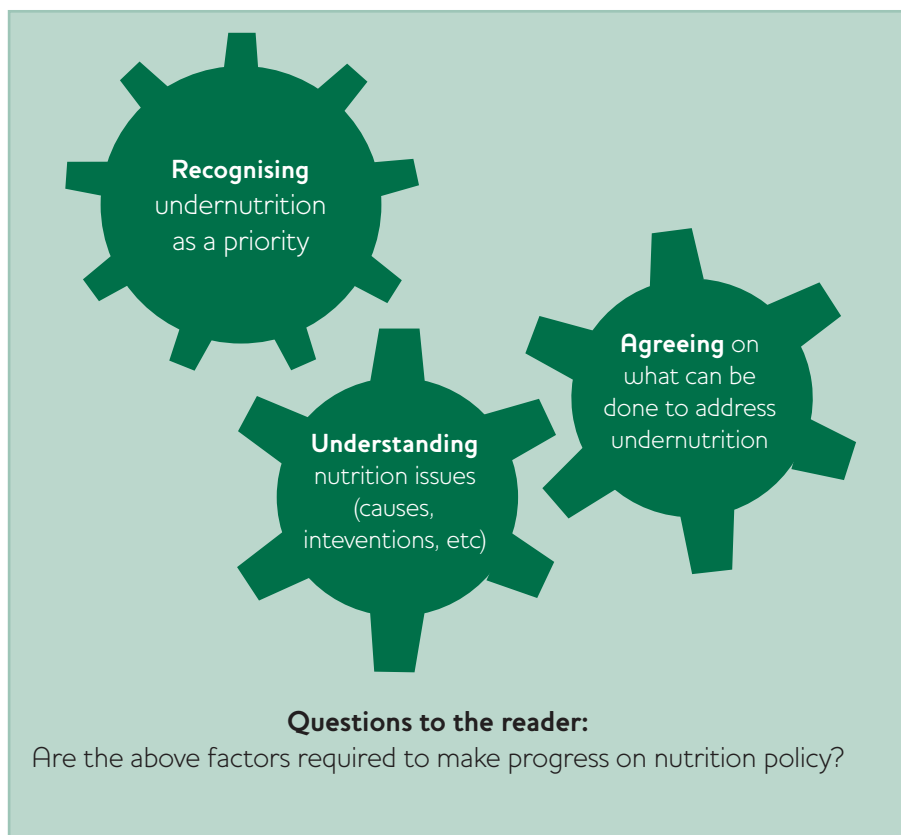 Recognising
undernutrition
as a priority
Agreeing on
what can be
done to address
undernutrition
Understanding
nutrition issues
(causes,
inteventions, etc)
Questions to the reader:
Are the above factors required to make progress on nutrition policy?